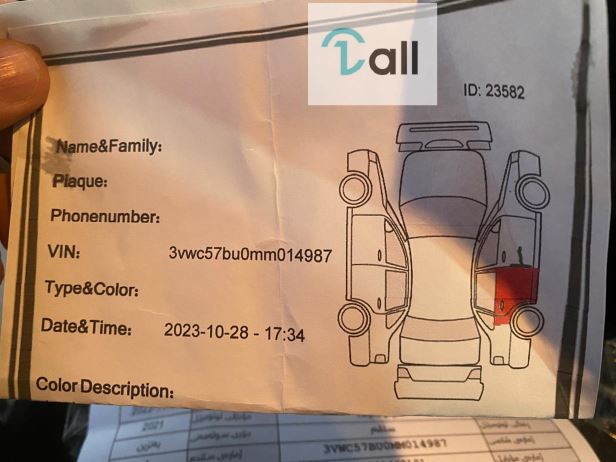 2all
ID: 23582
Name&Family:
Plaque:
Phonenumber:
VIN: 3vwc57bu0mm014987
Type&Color:
Date&Time: 2023-10-28 - 17:34
Color Description:
2021
3VWC57BU0MM014987